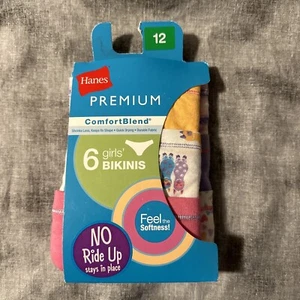 12
Hanes
PREMIUM
ComfortBlend®
6 girls'
BIKINIS
Feel the
Softness!
NO
Ride Up
stays in place